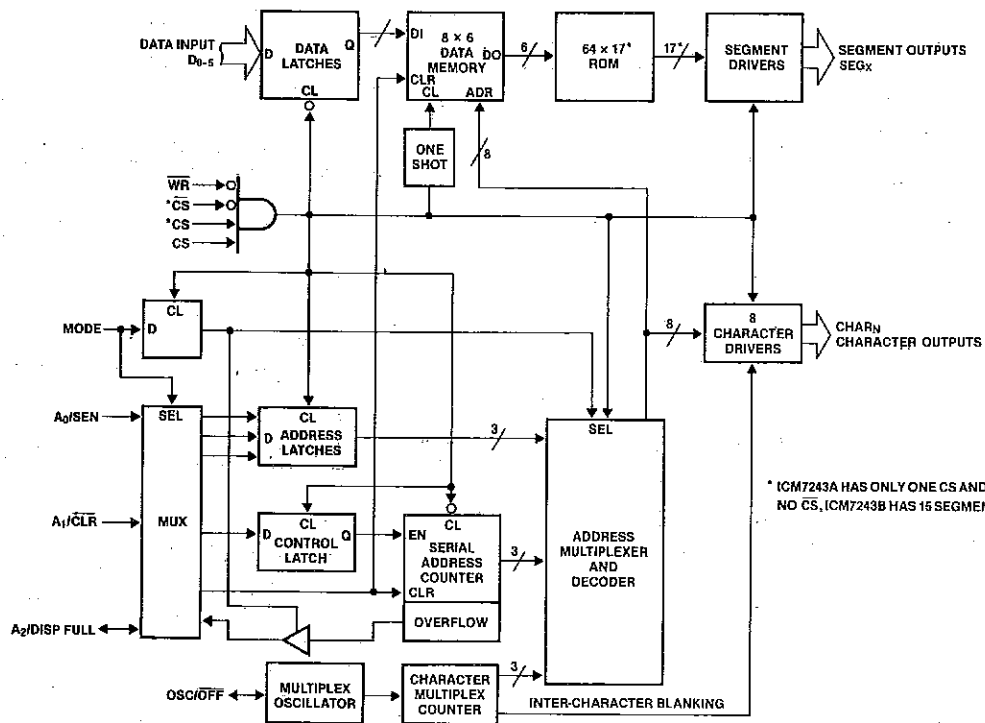 DATA INPUT
D0-5
D
DATA
LATCHES
Q
CL
DI
8 × 6
DATA
MEMORY
DO
CLR
CL
ADR
6
64 × 17*
ROM
17*
SEGMENT
DRIVERS
SEGMENT OUTPUTS
SEGX
ONE
SHOT
8
WR
*CS
*CS
CS
MODE
D
CL
8
8
CHARACTER
DRIVERS
CHARN
CHARACTER OUTPUTS
A0/SEN
SEL
MUX
CL
D
ADDRESS
LATCHES
3
SEL
ADDRESS
MULTIPLEXER
AND
DECODER
* ICM7243A HAS ONLY ONE CS AND
NO CS, ICM7243B HAS 15 SEGMEN
A1/CLR
CL
D
Q
CONTROL
LATCH
CL
EN
SERIAL
ADDRESS
COUNTER
CLR
3
OVERFLOW
A2/DISP FULL
OSC/OFF
MULTIPLEX
OSCILLATOR
CHARACTER
MULTIPLEX
COUNTER
3
INTER-CHARACTER BLANKING